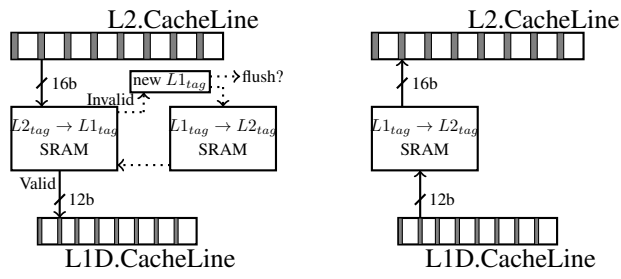 L2.CacheLine
16b
new L1tag
flush?
Invalid
L2tag → L1tag
SRAM
L1tag → L2tag
SRAM
Valid
12b
L1D.CacheLine
L2.CacheLine
16b
L1tag → L2tag
SRAM
12b
L1D.CacheLine